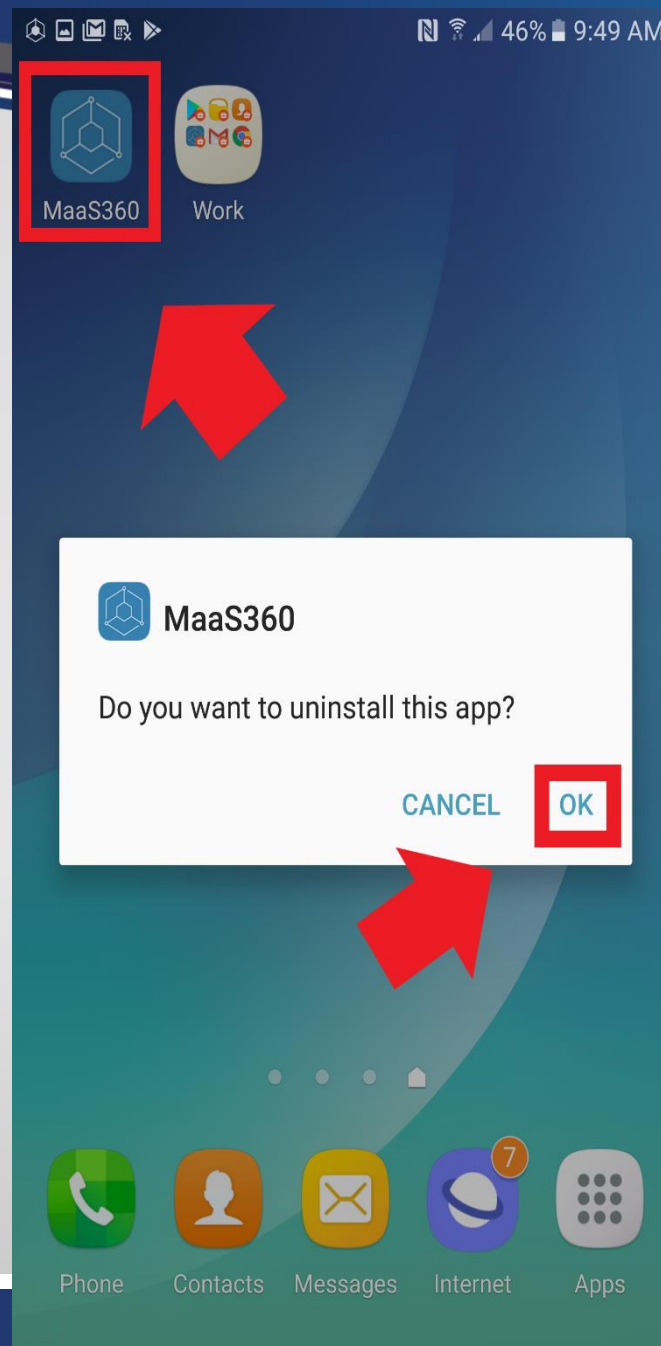 46% 9:49 AM
MaaS360 Work
MaaS360
Do you want to uninstall this app?
CANCEL OK
7
Phone Contacts Messages Internet Apps